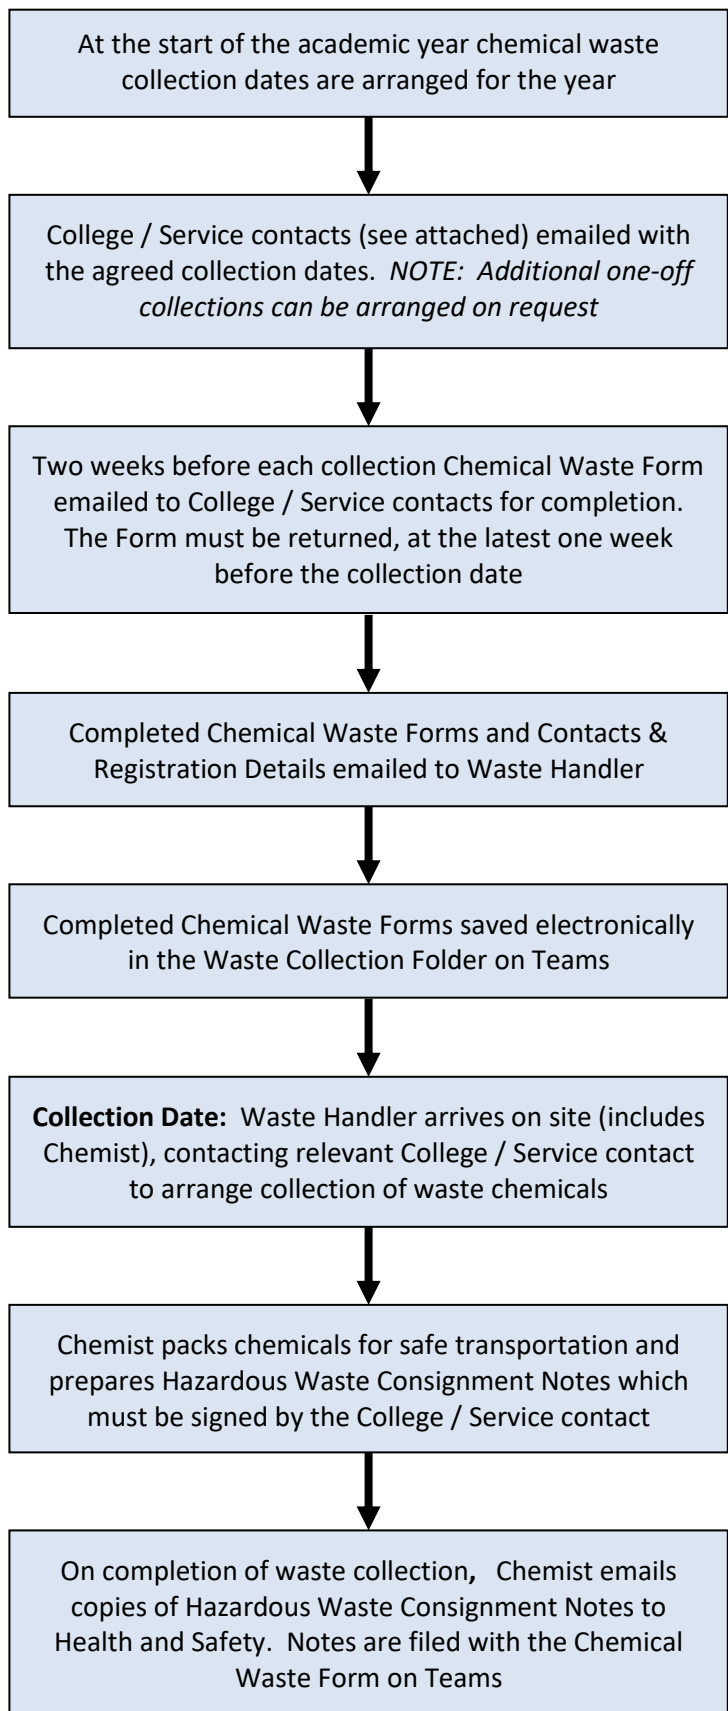 At the start of the academic year chemical waste
collection dates are arranged for the year
College / Service contacts (see attached) emailed with
the agreed collection dates.  NOTE:  Additional one-off
collections can be arranged on request
Two weeks before each collection Chemical Waste Form
emailed to College / Service contacts for completion.
The Form must be returned, at the latest one week
before the collection date
Completed Chemical Waste Forms and Contacts &
Registration Details emailed to Waste Handler
Completed Chemical Waste Forms saved electronically
in the Waste Collection Folder on Teams
Collection Date:  Waste Handler arrives on site (includes
Chemist), contacting relevant College / Service contact
to arrange collection of waste chemicals
Chemist packs chemicals for safe transportation and
prepares Hazardous Waste Consignment Notes which
must be signed by the College / Service contact
On completion of waste collection,  Chemist emails
copies of Hazardous Waste Consignment Notes to
Health and Safety.  Notes are filed with the Chemical
Waste Form on Teams